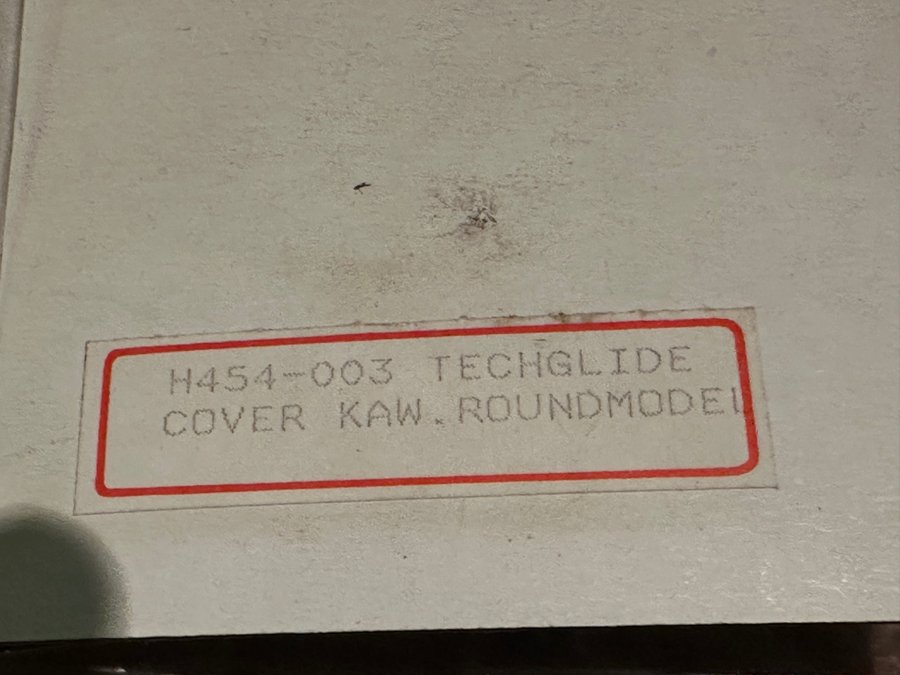 H454-003 TECHGLIDE
COVER KAW.ROUNDMODEL